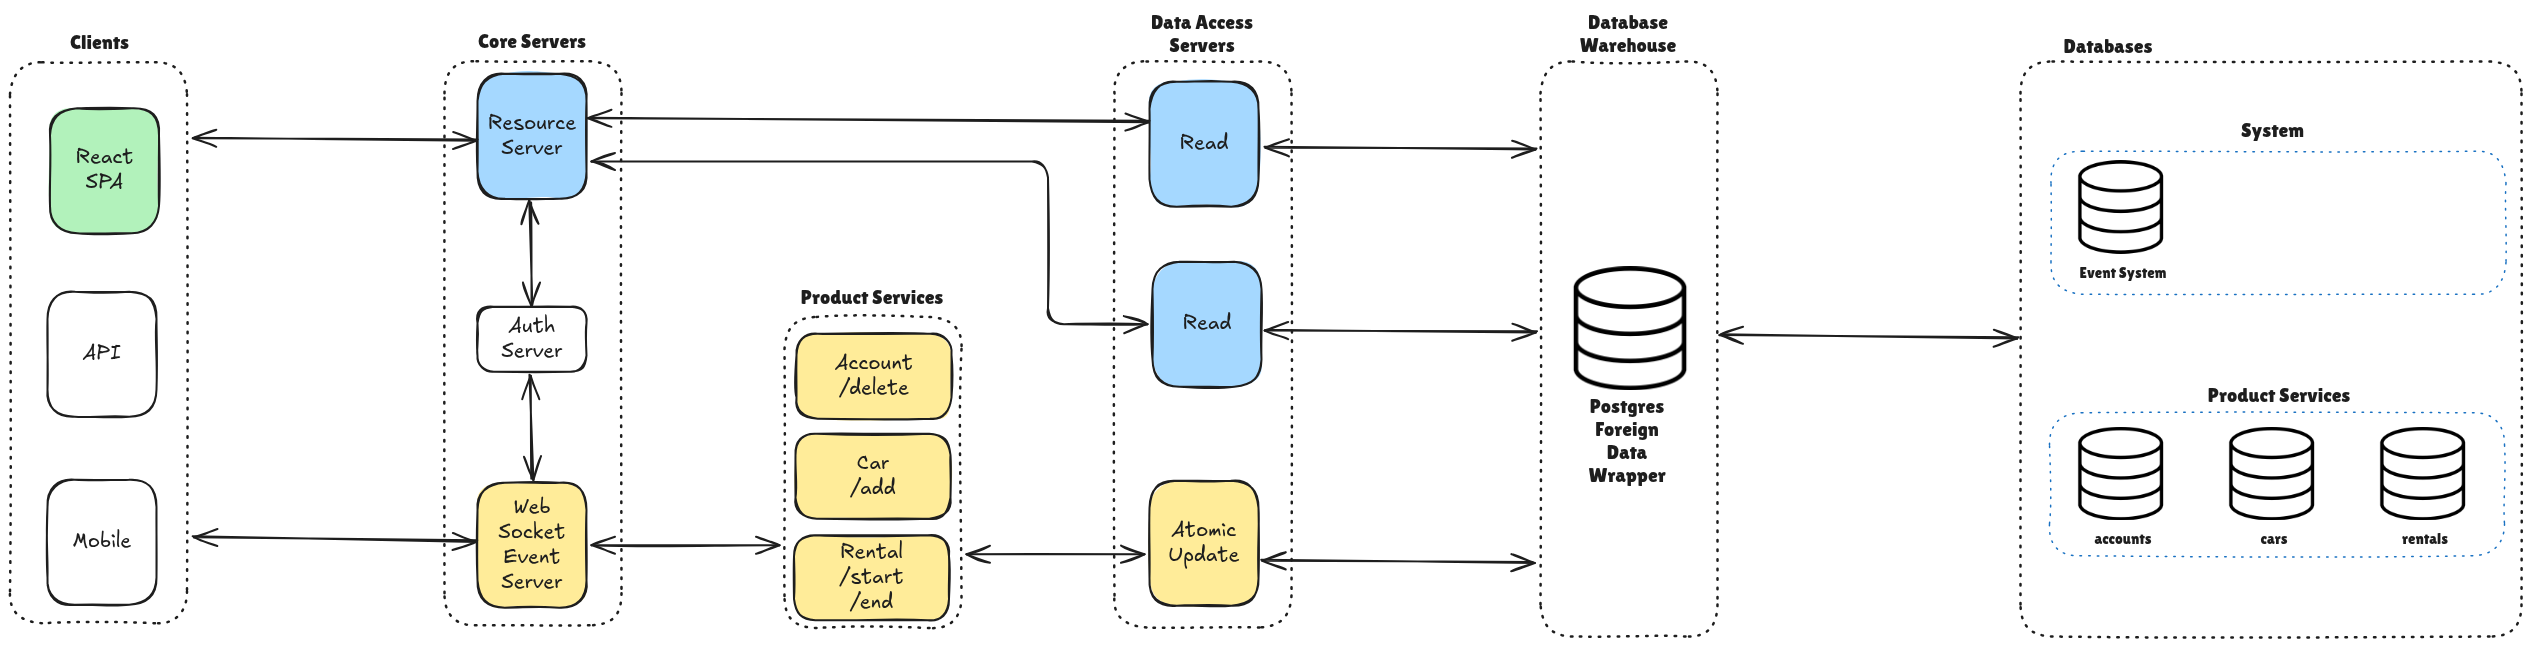 Clients
React
SPA
API
Mobile
Core Servers
Resource
Server
Auth
Server
Web
Socket
Event
Server
Product Services
Account
/delete
Car
/add
Rental
/start
/end
Data Access
Servers
Read
Read
Atomic
Update
Database
Warehouse
Postgres
Foreign
Data
Wrapper
Databases
System
Event System
Product Services
accounts
cars
rentals